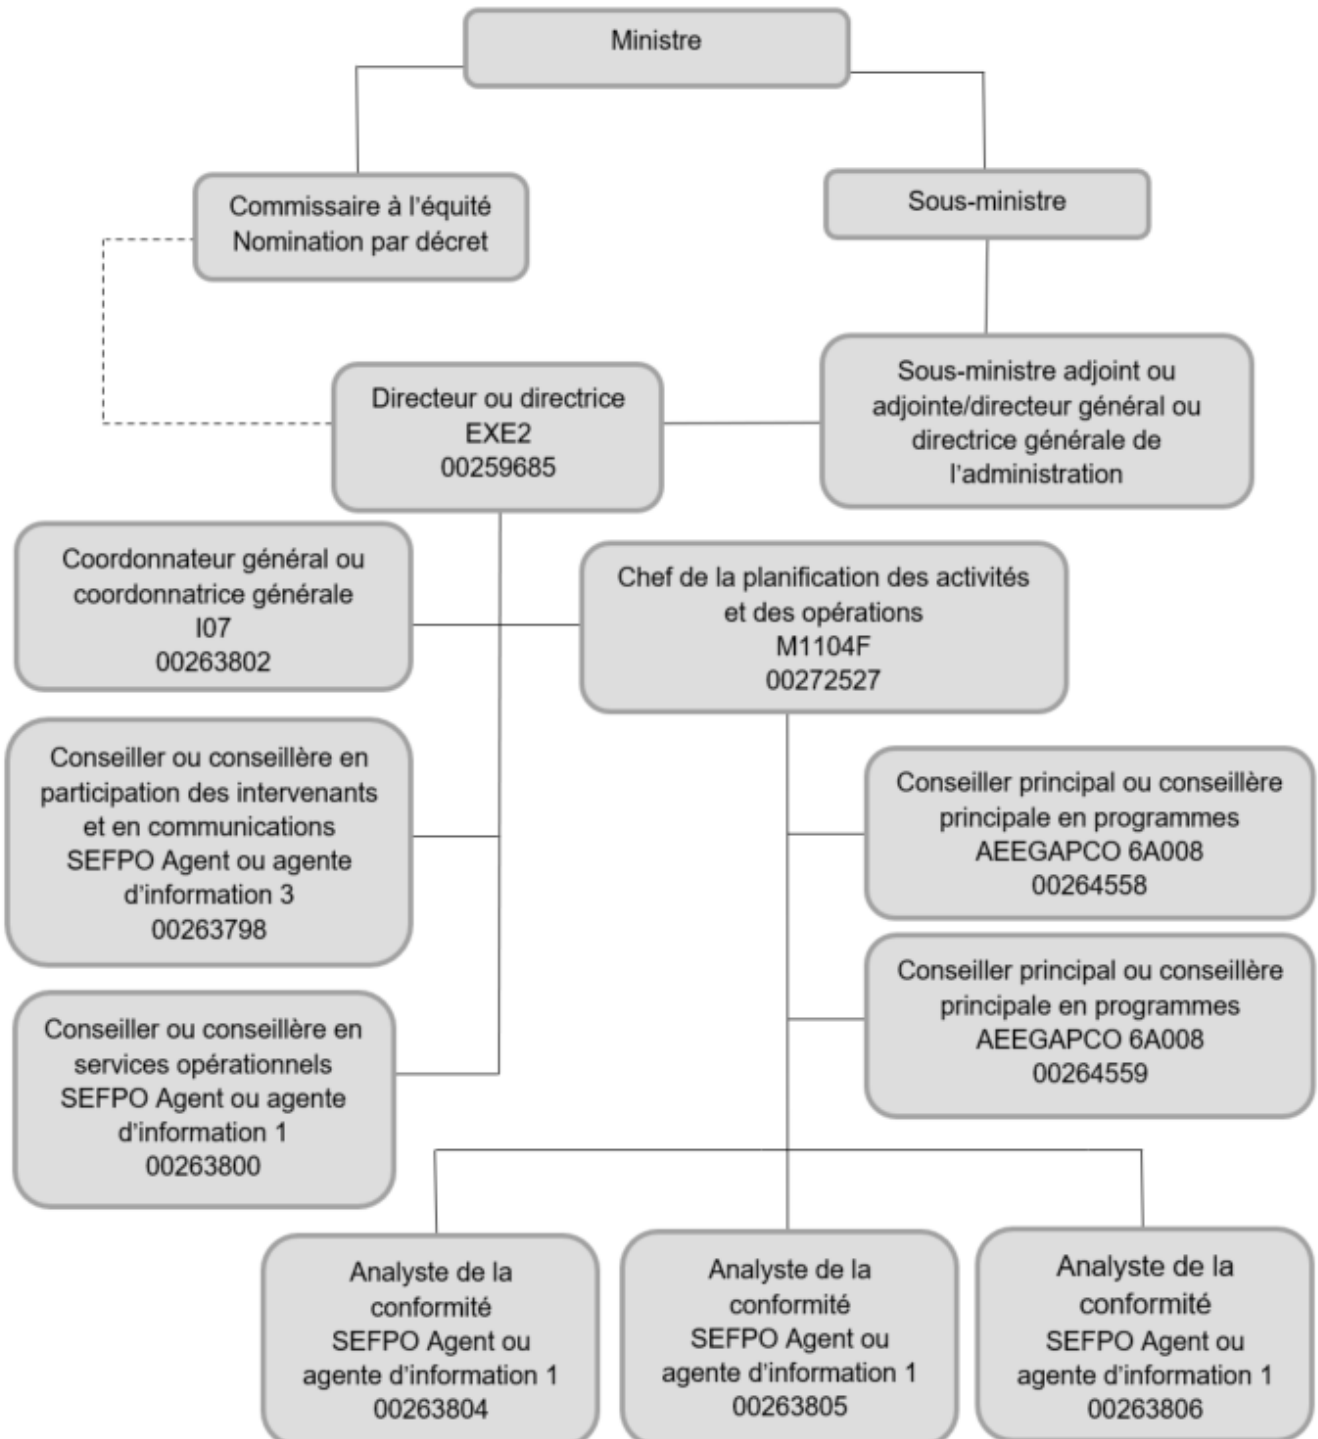 Ministre
Commissaire à l’équité
Nomination par décret
Sous-ministre
Directeur ou directrice
EXE2
00259685
Sous-ministre adjoint ou
adjointe/directeur général ou
directrice générale de
l’administration
Coordonnateur général ou
coordonnatrice générale
I07
00263802
Chef de la planification des activités
et des opérations
M1104F
00272527
Conseiller ou conseillère en
participation des intervenants
et en communications
SEFPO Agent ou agente
d’information 3
00263798
Conseiller principal ou conseillère
principale en programmes
AEEGAPCO 6A008
00264558
Conseiller principal ou conseillère
principale en programmes
AEEGAPCO 6A008
00264559
Conseiller ou conseillère en
services opérationnels
SEFPO Agent ou agente
d’information 1
00263800
Analyste de la
conformité
SEFPO Agent ou
agente d’information 1
00263804
Analyste de la
conformité
SEFPO Agent ou
agente d’information 1
00263805
Analyste de la
conformité
SEFPO Agent ou
agente d’information 1
00263806